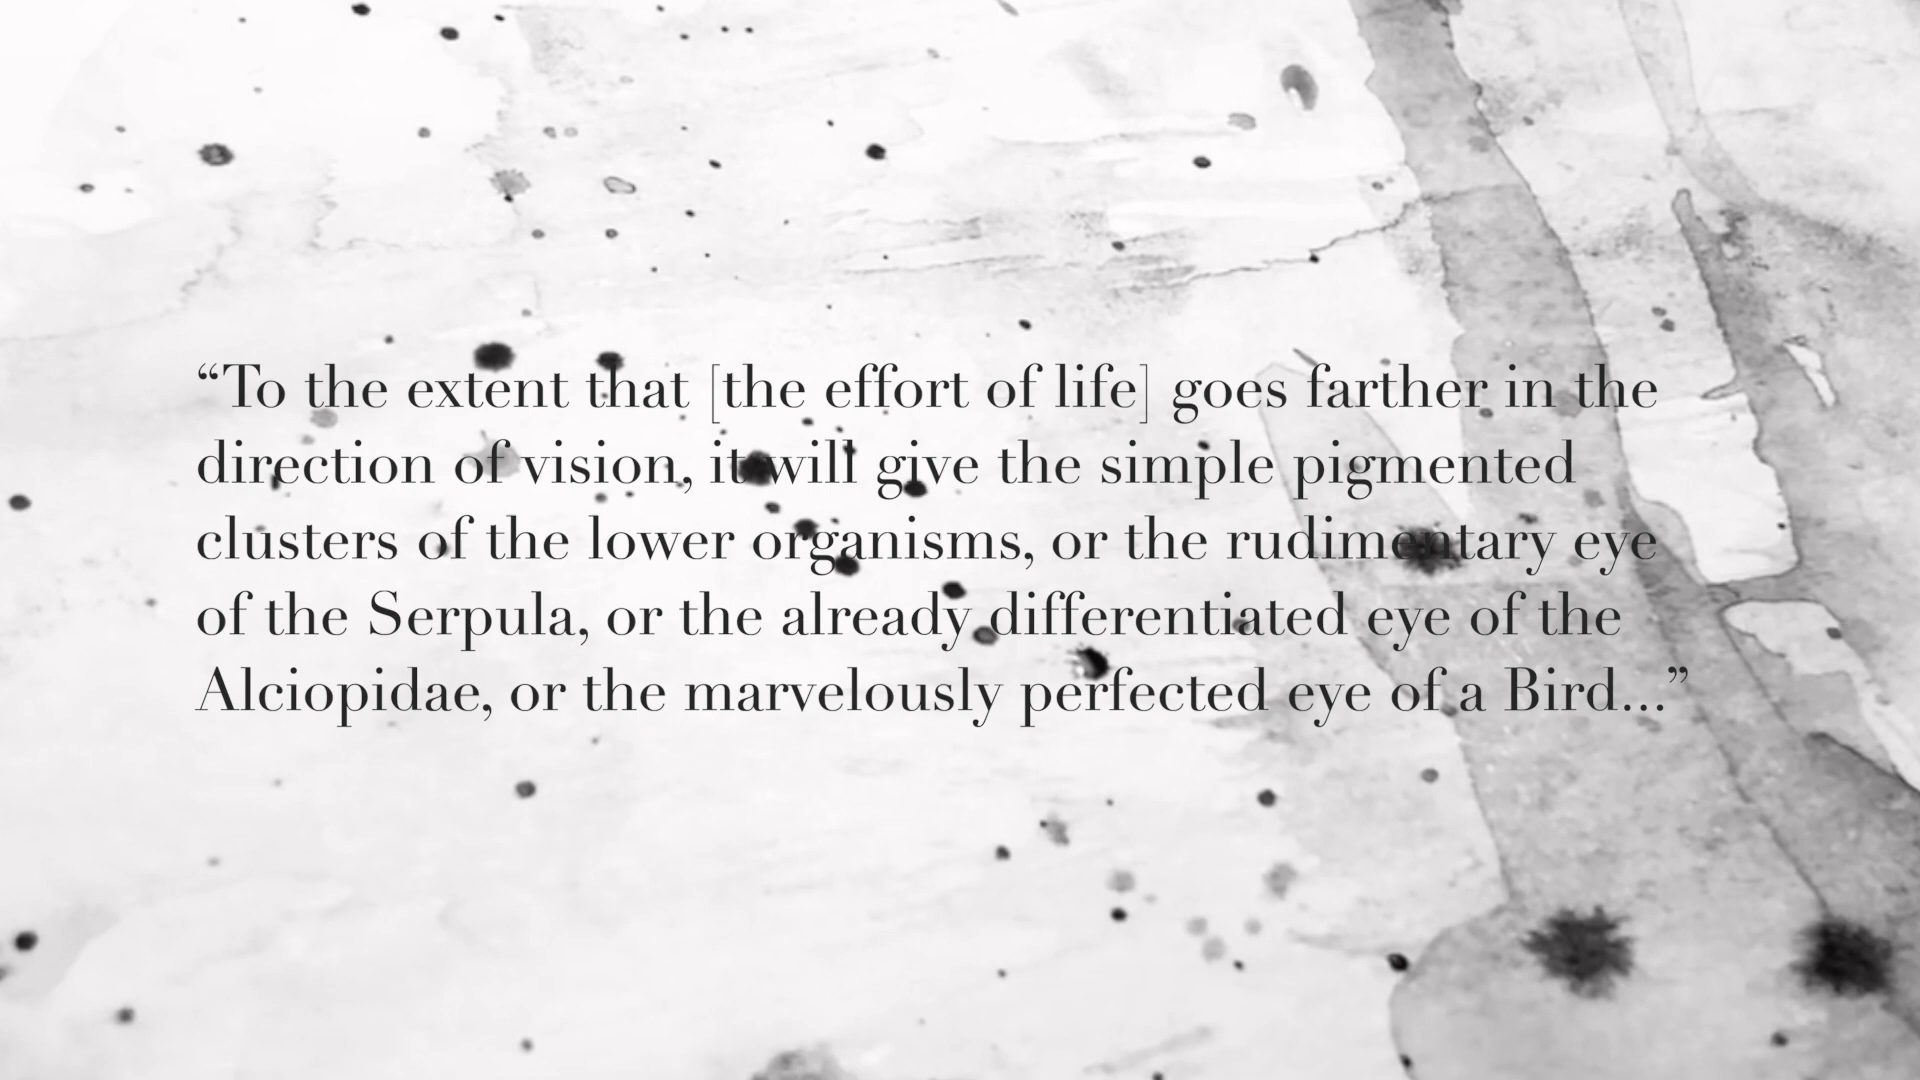 “To the extent that [the effort of life] goes farther in the
direction of vision, it will give the simple pigmented
clusters of the lower organisms, or the rudimentary eye
of the Serpula, or the already differentiated eye of the
Alciopidae, or the marvelously perfected eye of a Bird...”